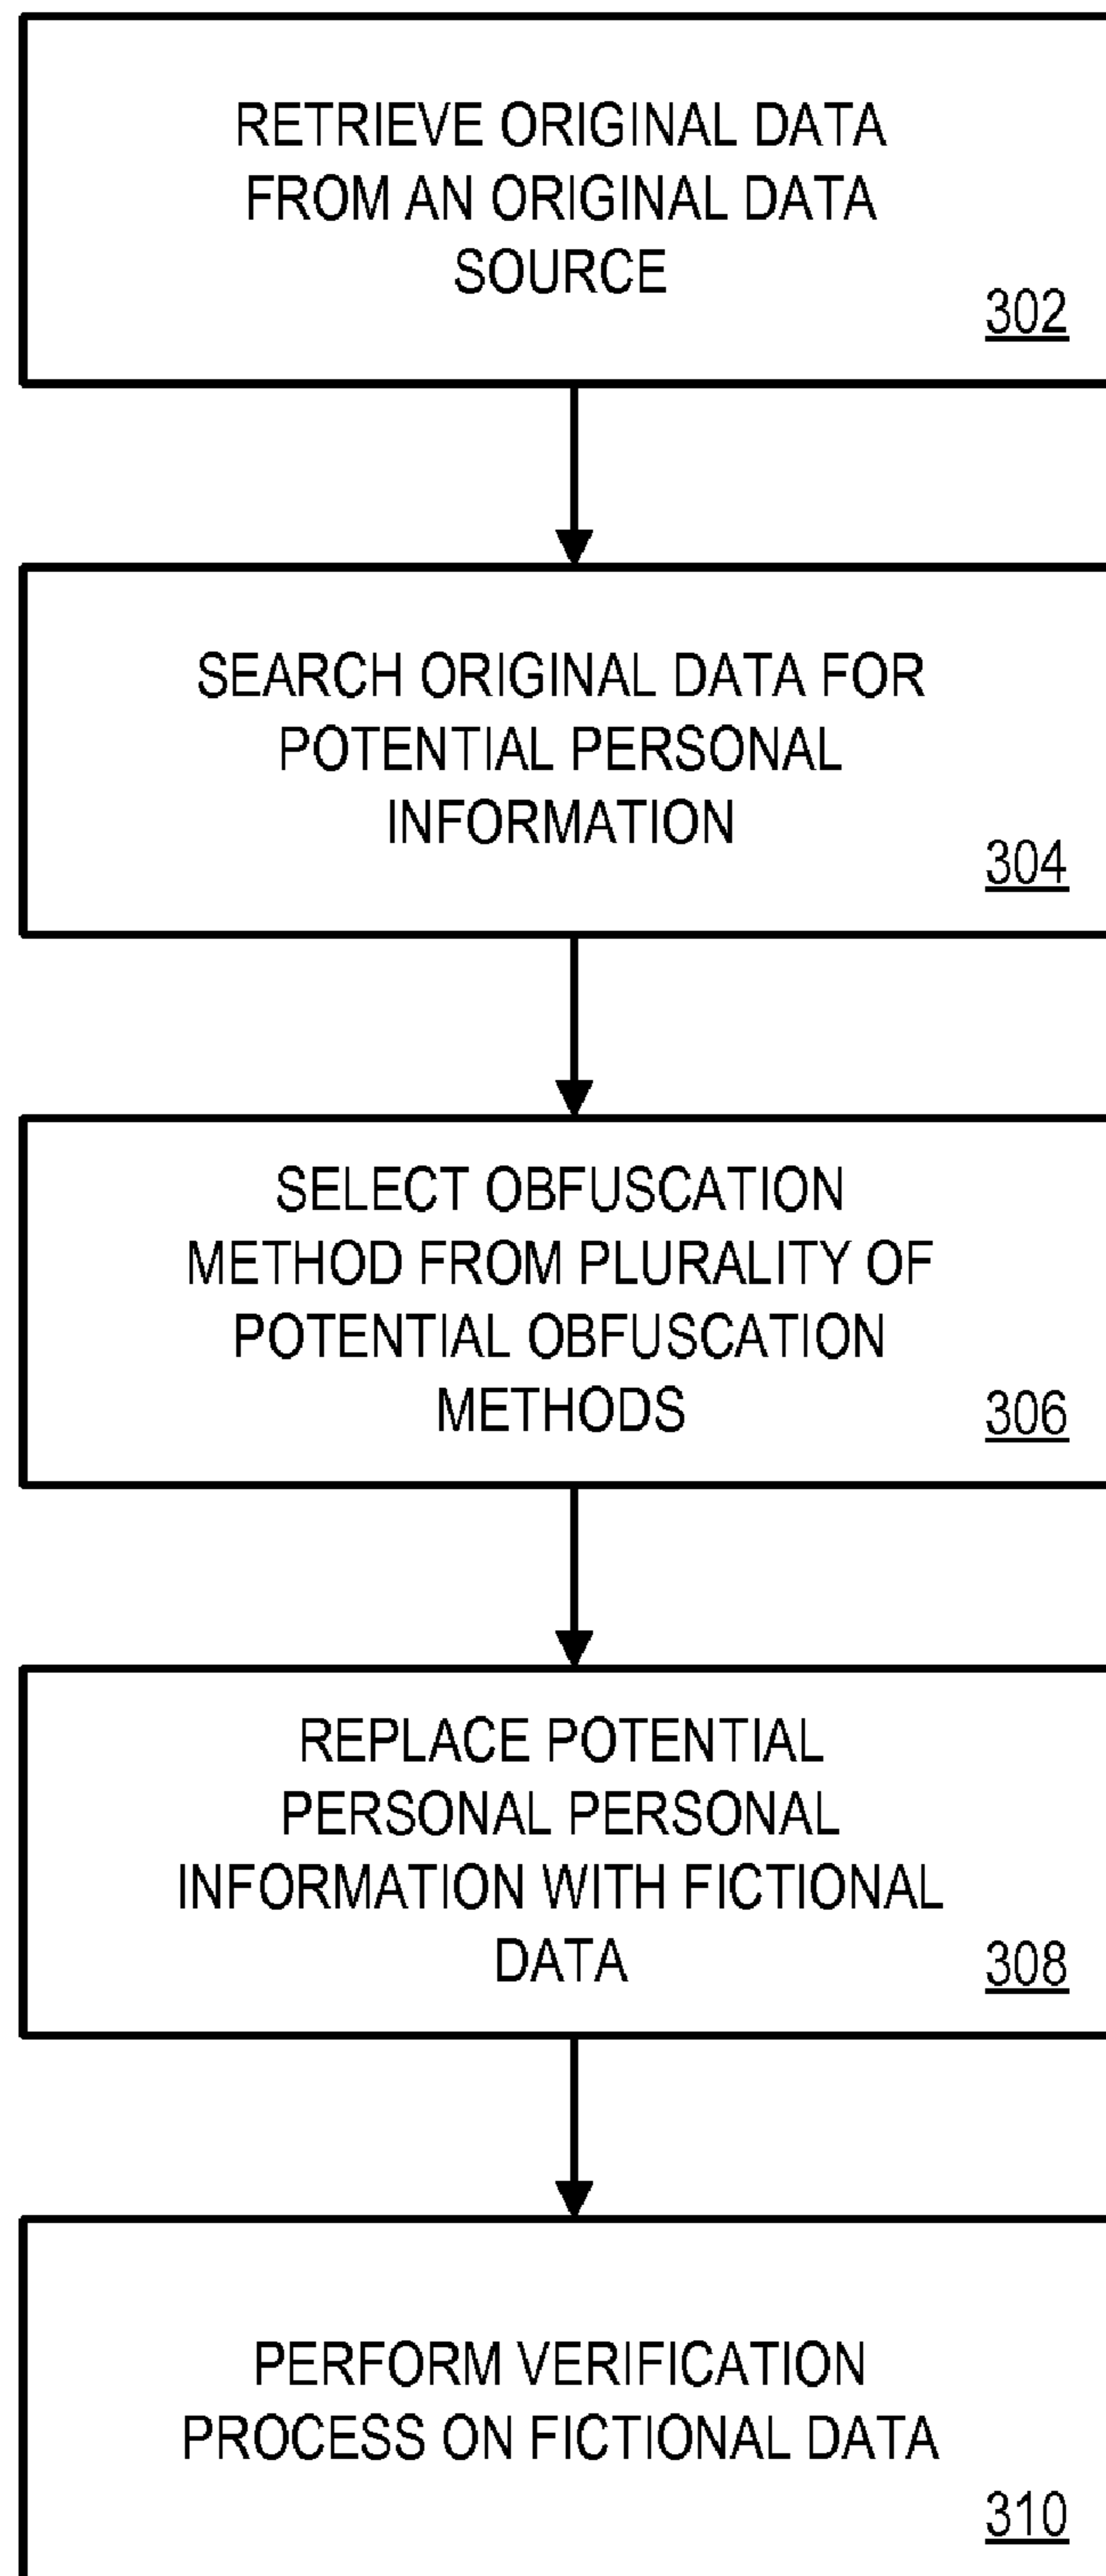 RETRIEVE ORIGINAL DATA
FROM AN ORIGINAL DATA
SOURCE
302
SEARCH ORIGINAL DATA FOR
POTENTIAL PERSONAL
INFORMATION
304
SELECT OBFUSCATION
METHOD FROM PLURALITY OF
POTENTIAL OBFUSCATION
METHODS
306
REPLACE POTENTIAL
PERSONAL PERSONAL
INFORMATION WITH FICTIONAL
DATA
308
PERFORM VERIFICATION
PROCESS ON FICTIONAL DATA
310